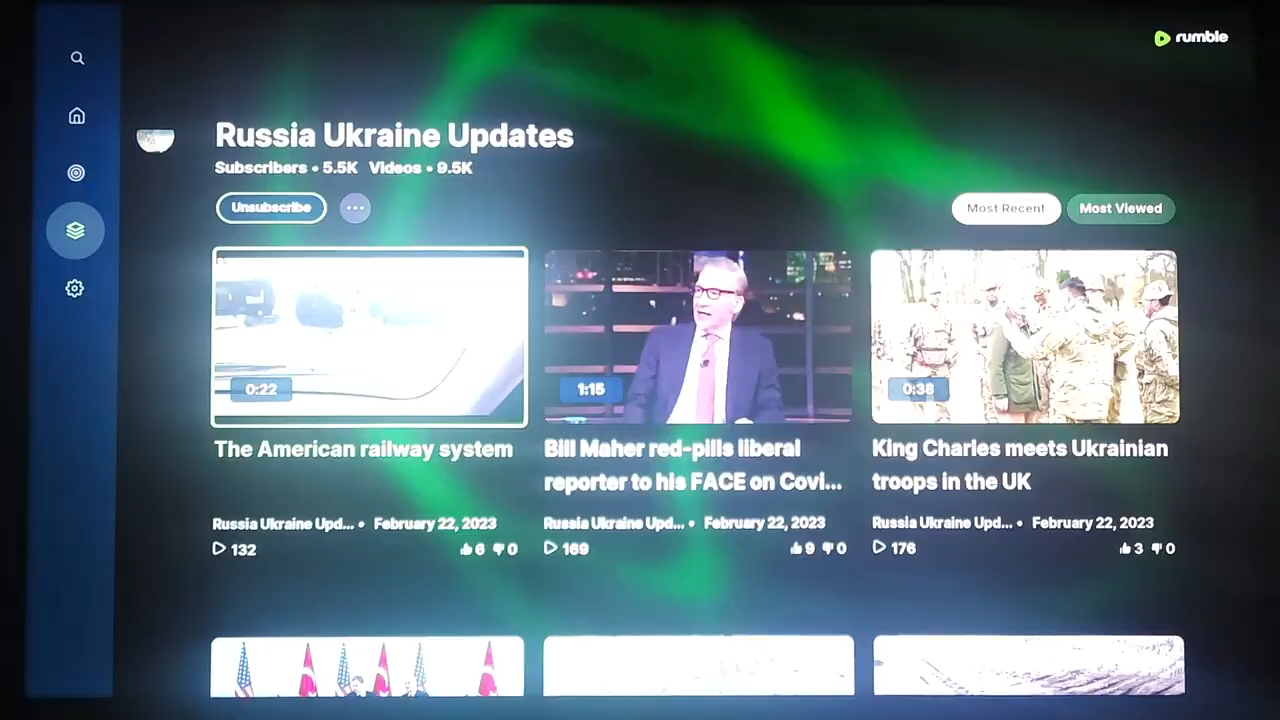 rumble
Russia Ukraine Updates
Subscribers • 5.5K Videos • 9.5K
Unsubscribe
Most Recent Most Viewed
0:22
1:15
0:38
The American railway system
Russia Ukraine Upd... • February 22, 2023
132 6 0
Bill Maher red-pills liberal
reporter to his FACE on Covi...
Russia Ukraine Upd... • February 22, 2023
169 9 0
King Charles meets Ukrainian
troops in the UK
Russia Ukraine Upd... • February 22, 2023
176 3 0